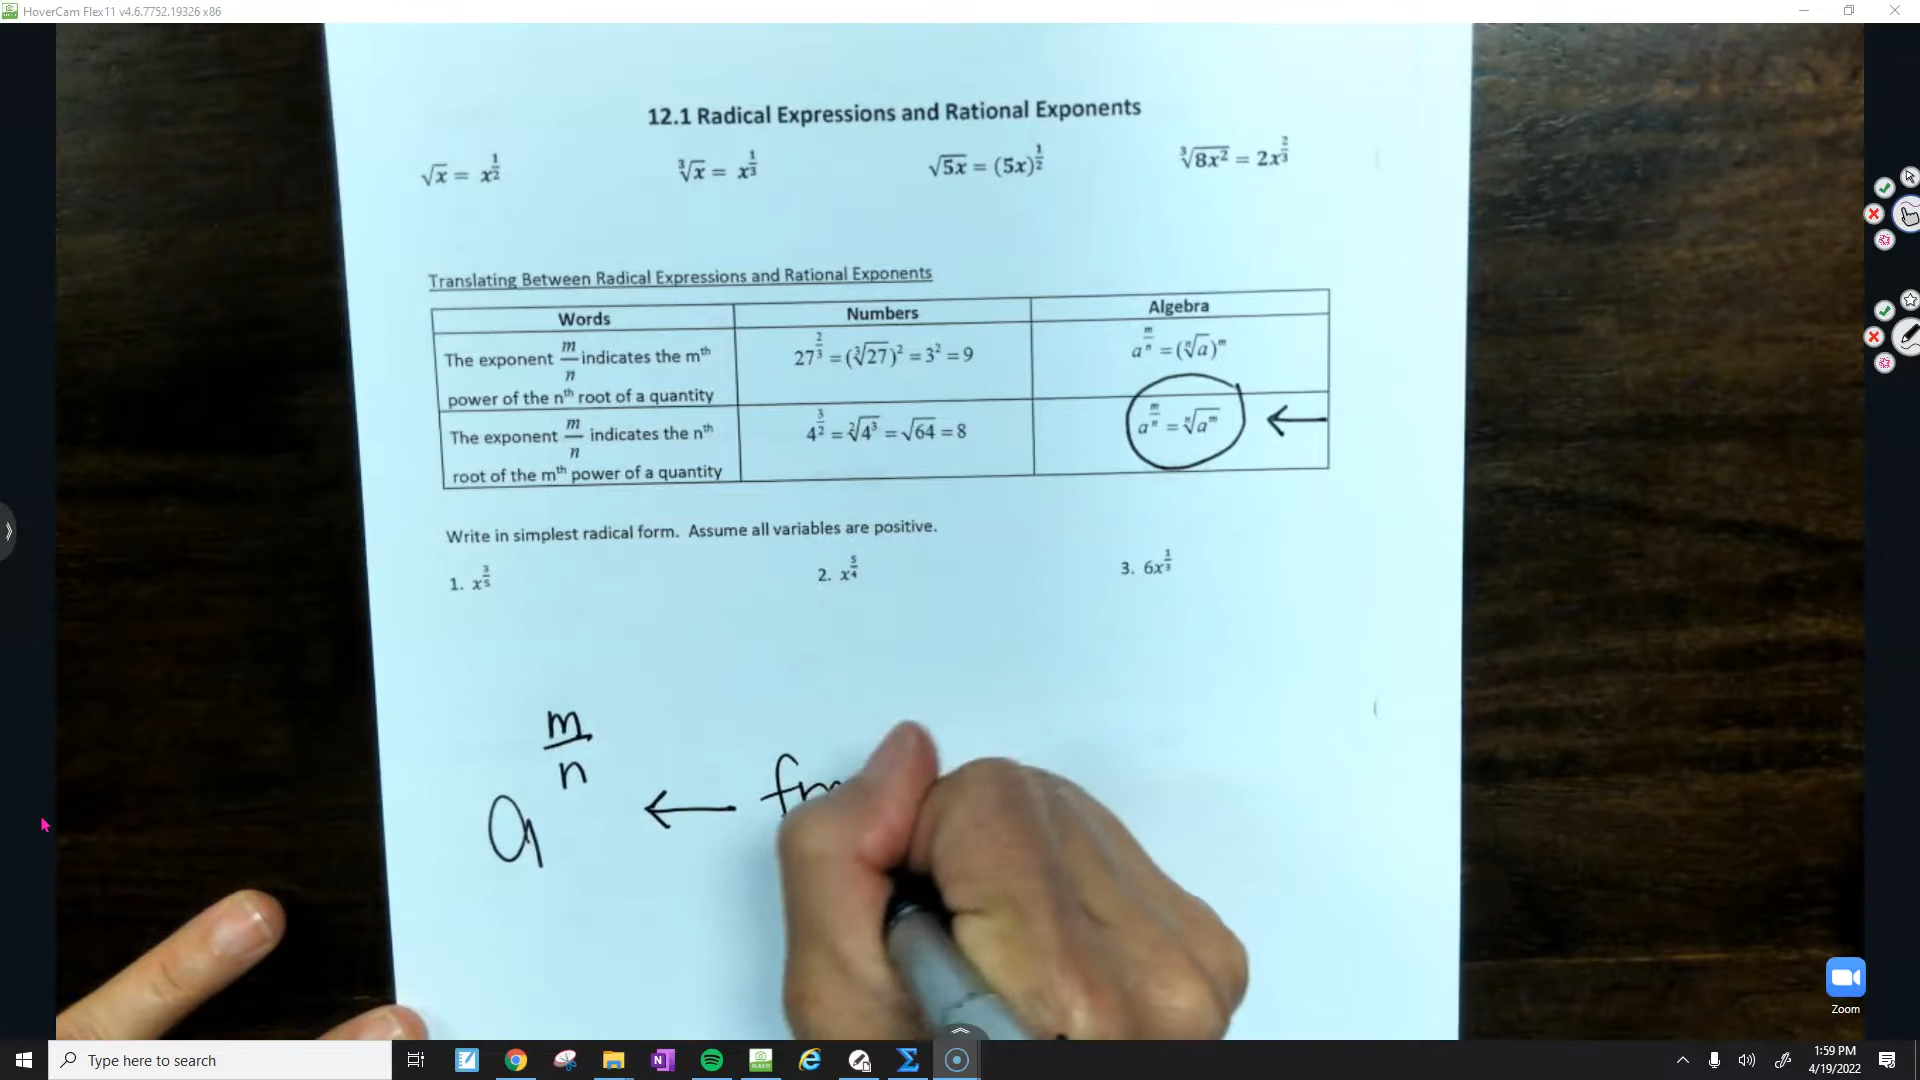 HoverCam Flex11 v4.6.7752.19326 x86
12.1 Radical Expressions and Rational Exponents
√x = x^(1/2)    ∛x = x^(1/3)    √(5x) = (5x)^(1/2)    ∛(8x²) = 2x^(2/3)
Translating Between Radical Expressions and Rational Exponents
Words    Numbers    Algebra
The exponent m/n indicates the mᵗʰ
power of the nᵗʰ root of a quantity
27^(2/3) = (∛27)² = 3² = 9
a^(m/n) = (ⁿ√a)ᵐ
The exponent m/n indicates the nᵗʰ
root of the mᵗʰ power of a quantity
4^(3/2) = ²√(4³) = √64 = 8
a^(m/n) = ⁿ√(aᵐ) ←
Write in simplest radical form. Assume all variables are positive.
1. x^(3/5)    2. x^(5/4)    3. 6x^(1/3)
a^(m/n) ←
Zoom
Type here to search
1:59 PM
4/19/2022